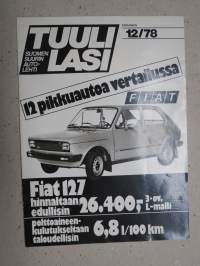 TUULI
LASI
SUOMEN
SUURIN
AUTO-
LEHTI
12/78
12 pikkuautoa vertailussa
FIAT
Fiat 127
hinnaltaan
edullisin
26.400,-
3-ov.
L-malli
polttoaineen-
kulutukseltaan
taloudellisin
6,8 l/100 km